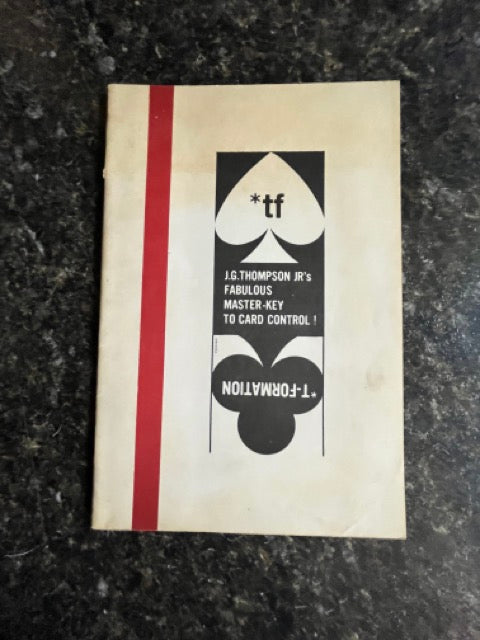 *tf
J.G.THOMPSON JR's
FABULOUS
MASTER-KEY
TO CARD CONTROL!
*T-FORMATION